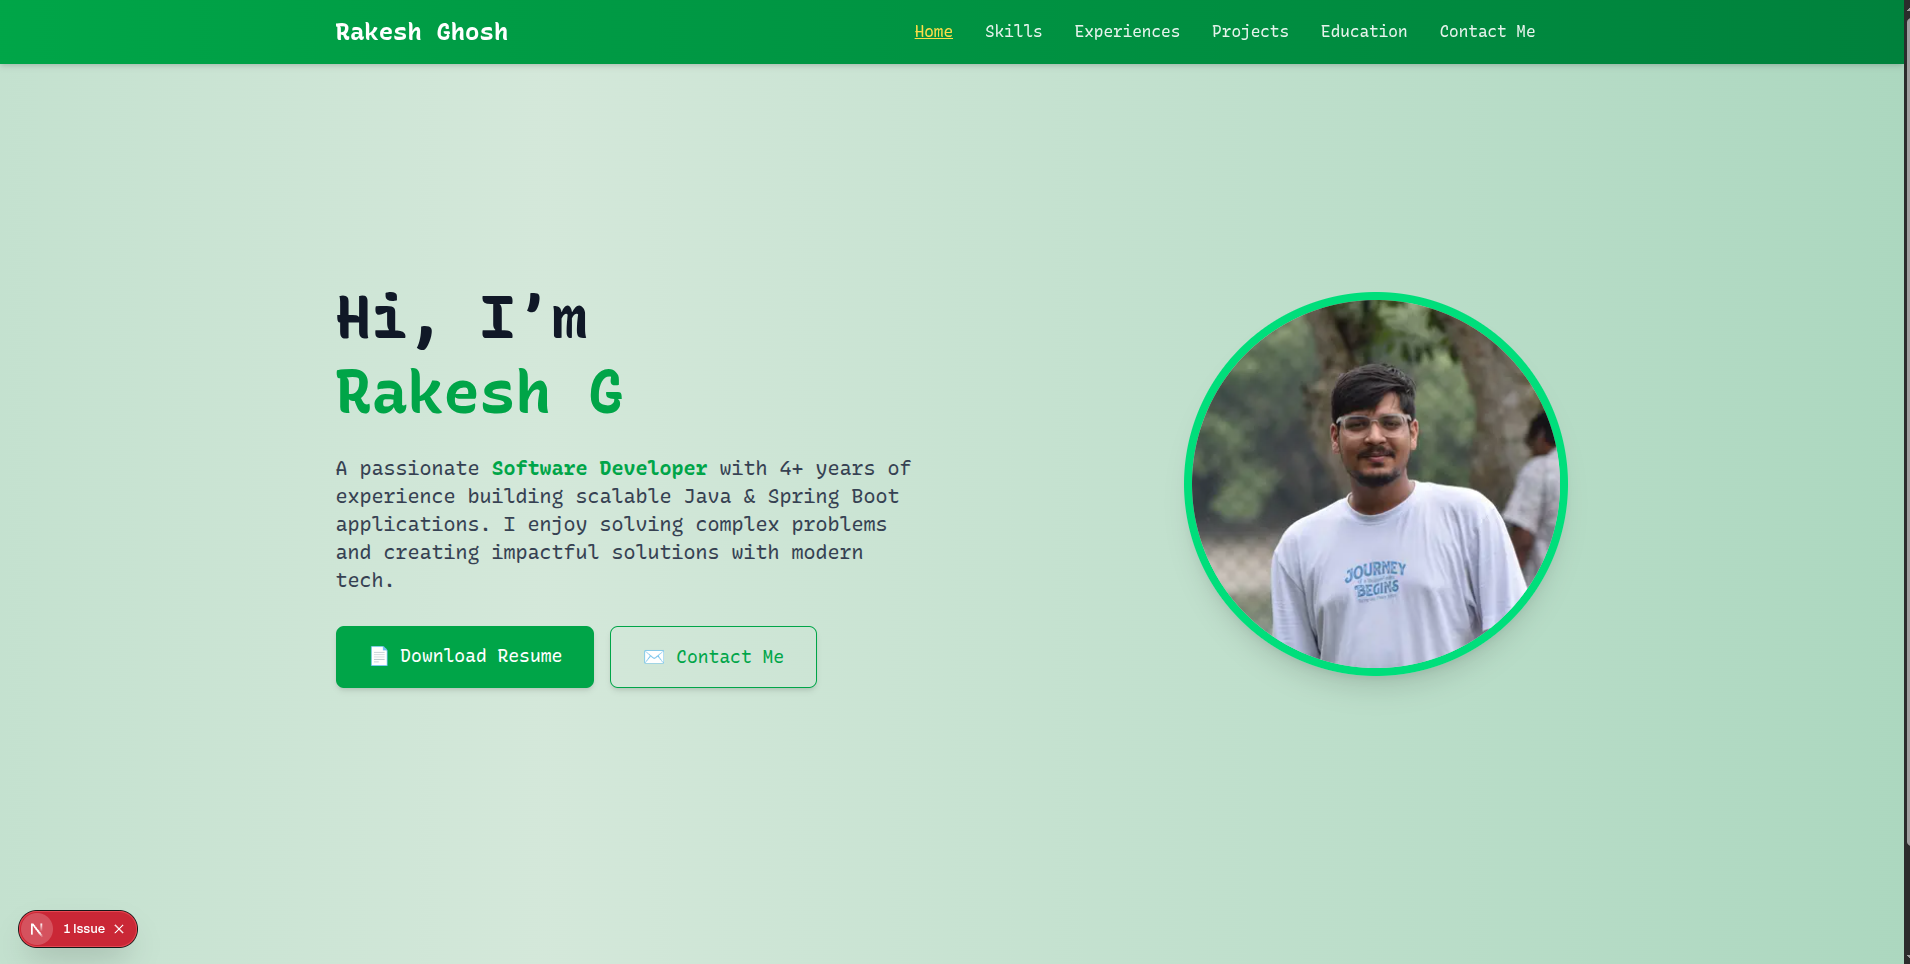 Rakesh Ghosh
Home Skills Experiences Projects Education Contact Me
Hi, I’m
Rakesh G
A passionate Software Developer with 4+ years of
experience building scalable Java & Spring Boot
applications. I enjoy solving complex problems
and creating impactful solutions with modern
tech.
Download Resume
Contact Me
JOURNEY
BEGINS
N 1 Issue